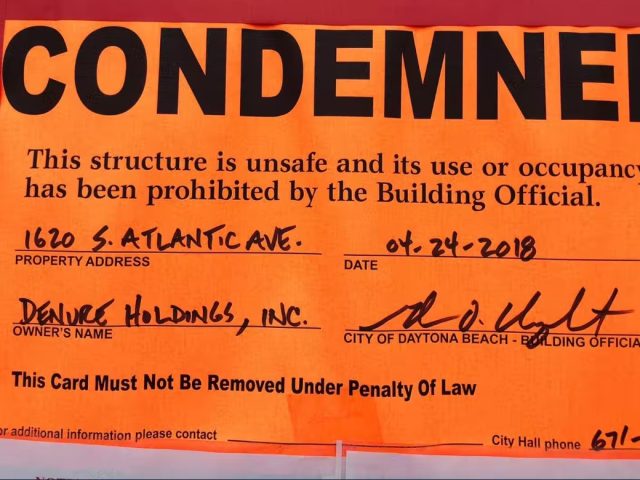 CONDEMNE
This structure is unsafe and its use or occupancy
has been prohibited by the Building Official.
1620 S. ATLANTIC AVE. 04-24-2018
PROPERTY ADDRESS DATE
DENURE HOLDINGS, INC.
OWNER'S NAME CITY OF DAYTONA BEACH - BUILDING OFFICIA
This Card Must Not Be Removed Under Penalty Of Law
or additional information please contact City Hall phone 671-